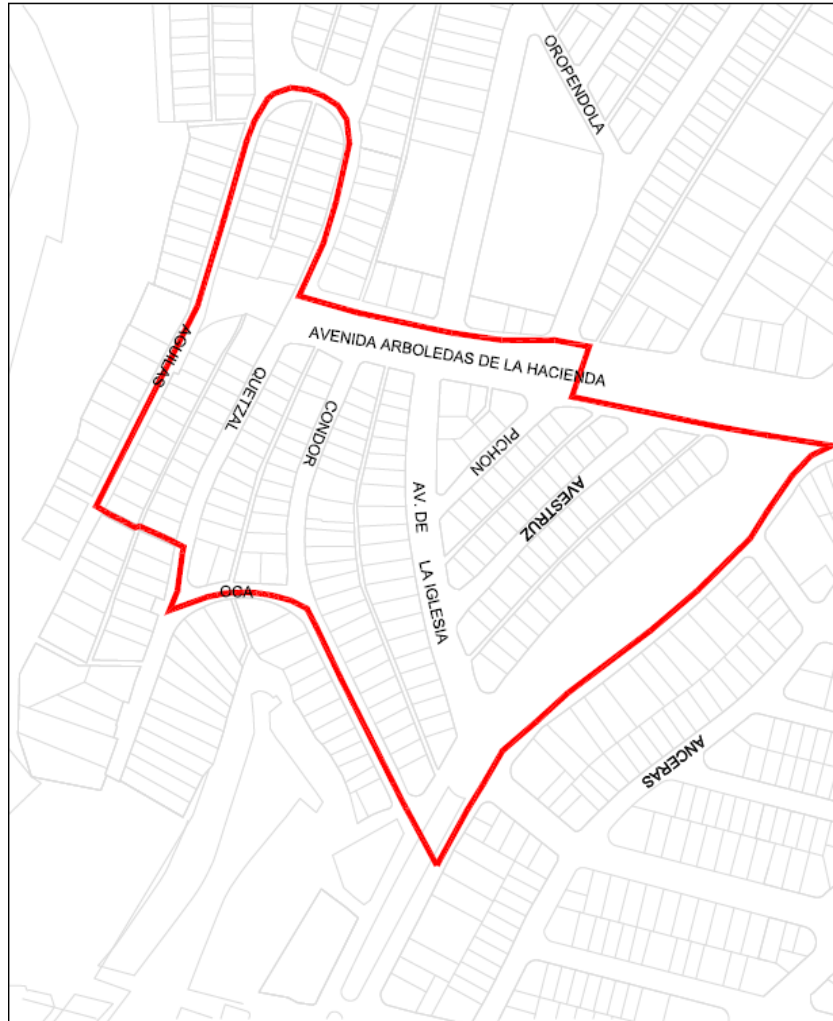 OROPENDOLA
AVENIDA ARBOLEDAS DE LA HACIENDA
AGUILAS
QUETZAL
CONDOR
PICHON
AV. DE LA IGLESIA
AVESTRUZ
OCA
ANCERAS